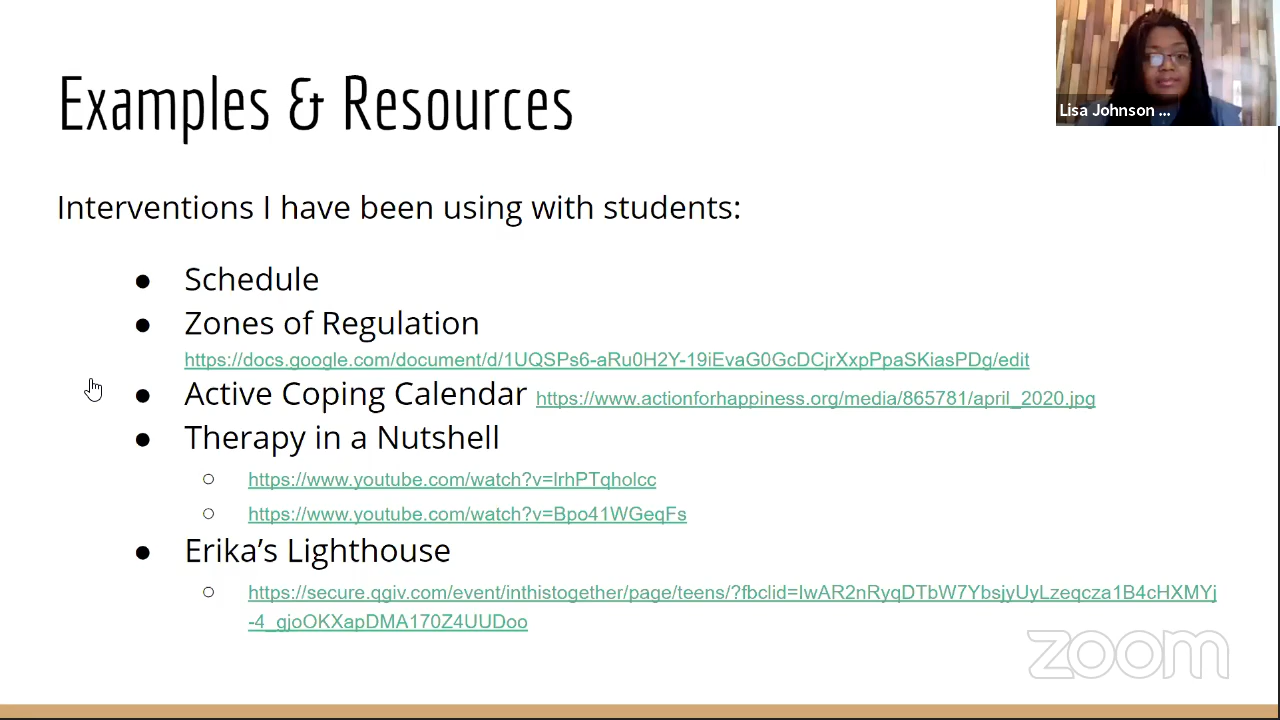 Lisa Johnson ...
Examples & Resources
Interventions I have been using with students:
● Schedule
● Zones of Regulation
https://docs.google.com/document/d/1UQSPs6-aRu0H2Y-19iEvaG0GcDCjrXxpPpaSKiasPDg/edit
● Active Coping Calendar https://www.actionforhappiness.org/media/865781/april_2020.jpg
● Therapy in a Nutshell
○ https://www.youtube.com/watch?v=lrhPTqholcc
○ https://www.youtube.com/watch?v=Bpo41WGeqFs
● Erika’s Lighthouse
○ https://secure.qgiv.com/event/inthistogether/page/teens/?fbclid=IwAR2nRyqDTbW7YbsjyUyLzeqcza1B4cHXMYj
-4_gjoOKXapDMA170Z4UUDoo
zoom